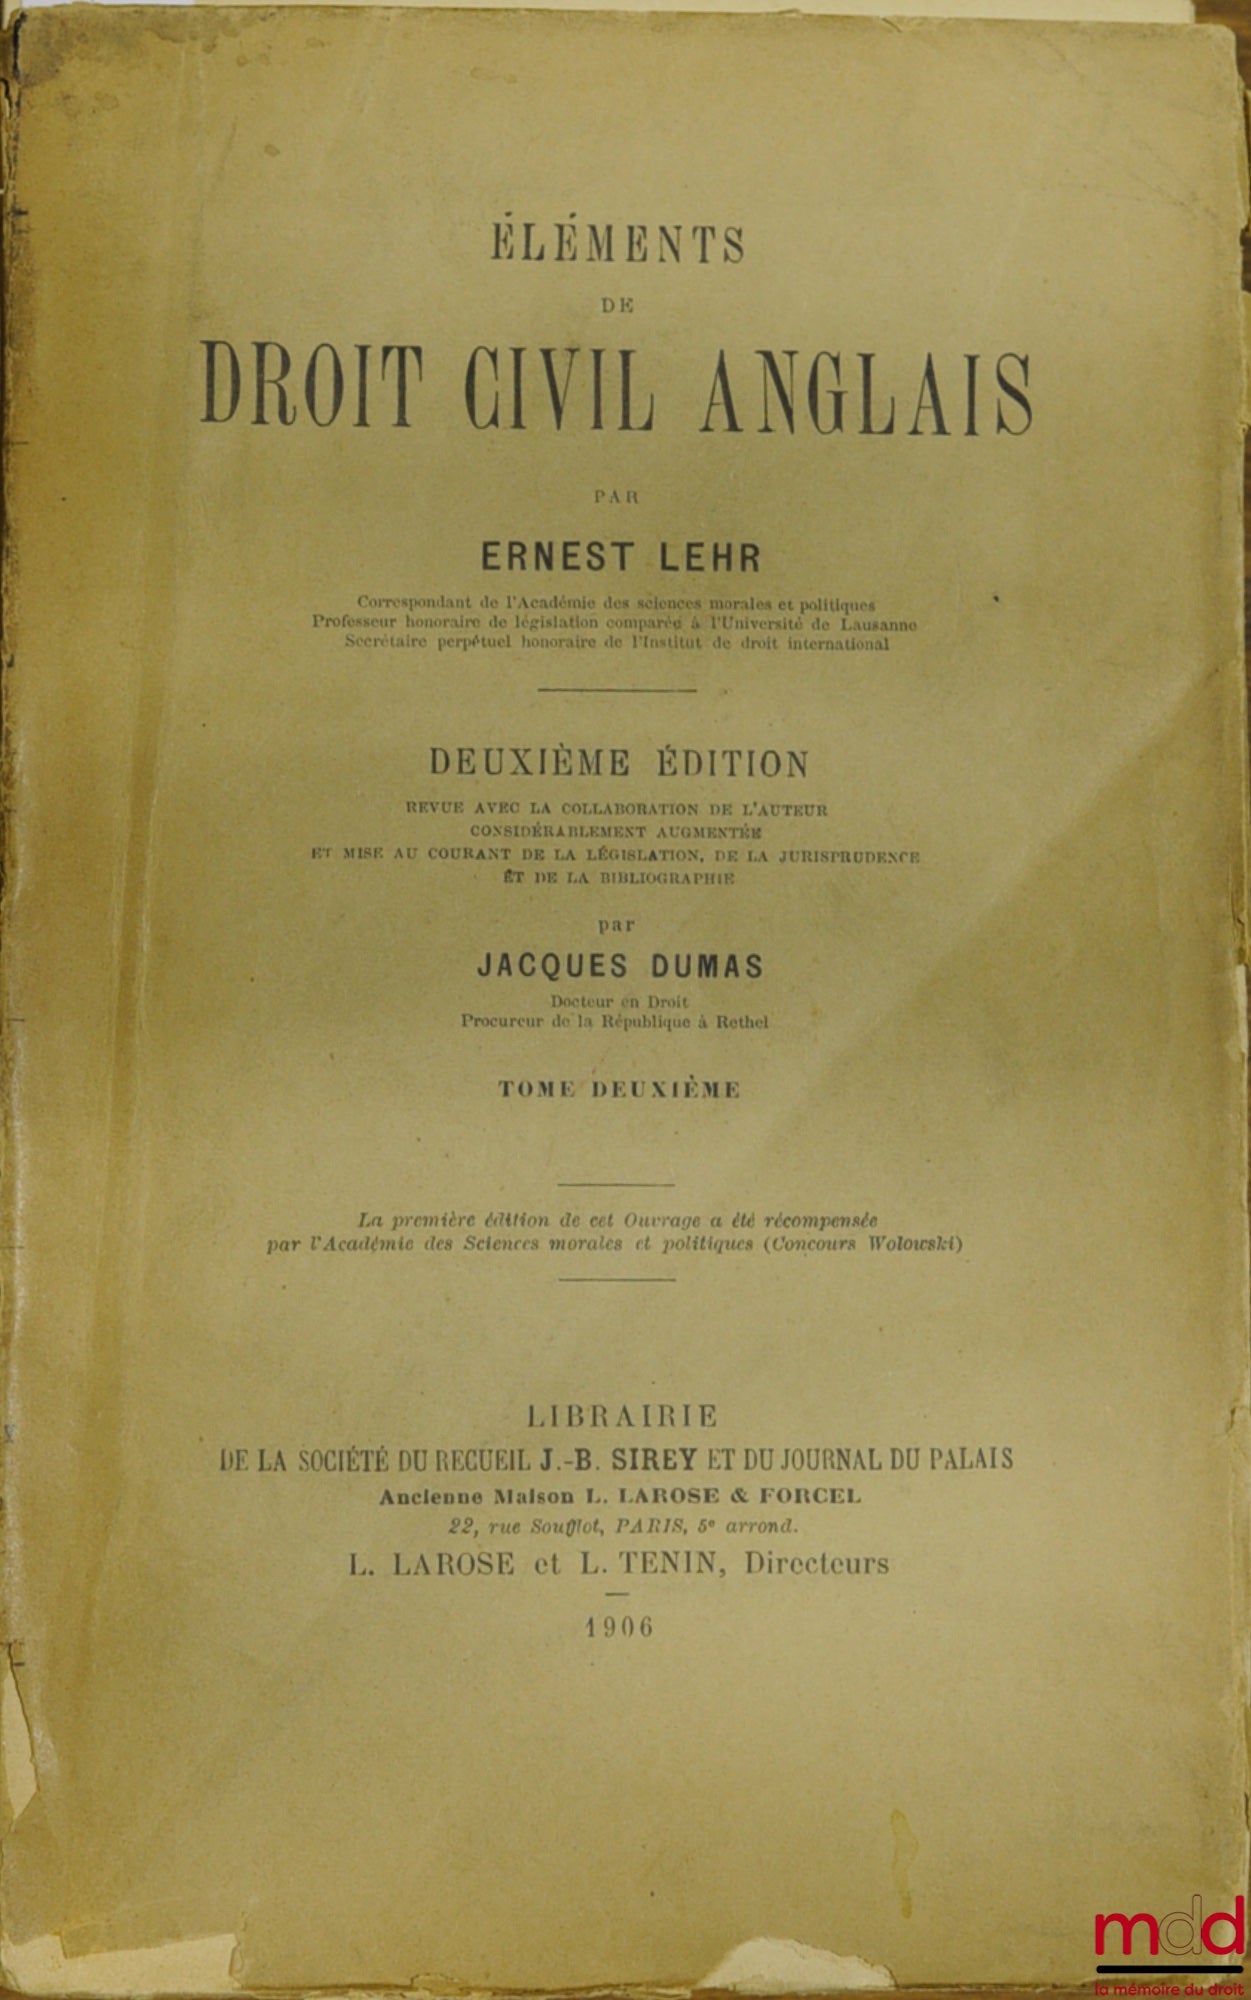 ÉLÉMENTS
DE
DROIT CIVIL ANGLAIS
PAR
ERNEST LEHR
Correspondant de l'Académie des sciences morales et politiques
Professeur honoraire de législation comparée à l'Université de Lausanne
Secrétaire perpétuel honoraire de l'Institut de droit international
DEUXIÈME ÉDITION
REVUE AVEC LA COLLABORATION DE L'AUTEUR
CONSIDÉRABLEMENT AUGMENTÉE
ET MISE AU COURANT DE LA LÉGISLATION, DE LA JURISPRUDENCE
ET DE LA BIBLIOGRAPHIE
par
JACQUES DUMAS
Docteur en Droit
Procureur de la République à Rethel
TOME DEUXIÈME
La première édition de cet Ouvrage a été récompensée
par l'Académie des Sciences morales et politiques (Concours Wolowski)
LIBRAIRIE
DE LA SOCIÉTÉ DU RECUEIL J.-B. SIREY ET DU JOURNAL DU PALAIS
Ancienne Maison L. LAROSE & FORCEL
22, rue Soufflot, PARIS, 5e arrond.
L. LAROSE et L. TENIN, Directeurs
1906
mdd
la mémoire du droit